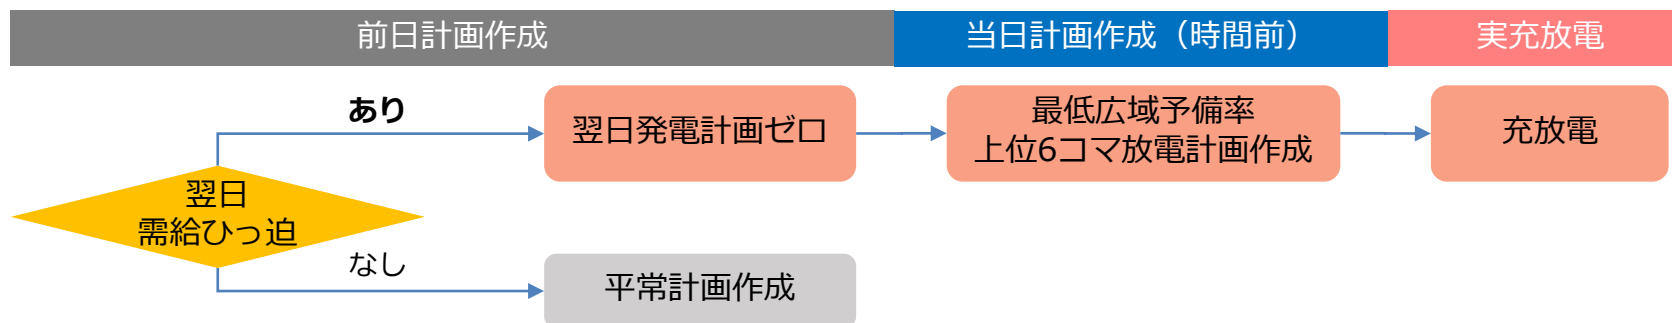 前日計画作成
当日計画作成（時間前）
実充放電
あり
翌日発電計画ゼロ
最低広域予備率
上位6コマ放電計画作成
充放電
翌日
需給ひっ迫
なし
平常計画作成